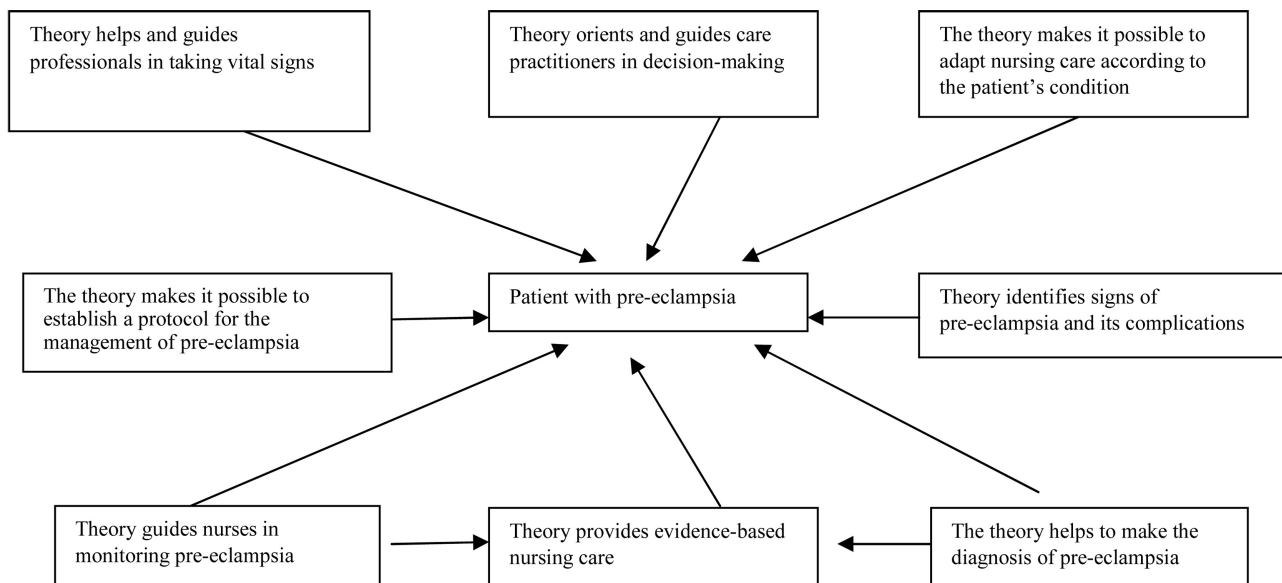 Theory helps and guides
professionals in taking vital signs
Theory orients and guides care
practitioners in decision-making
The theory makes it possible to
adapt nursing care according to
the patient’s condition
The theory makes it possible to
establish a protocol for the
management of pre-eclampsia
Patient with pre-eclampsia
Theory identifies signs of
pre-eclampsia and its complications
Theory guides nurses in
monitoring pre-eclampsia
Theory provides evidence-based
nursing care
The theory helps to make the
diagnosis of pre-eclampsia